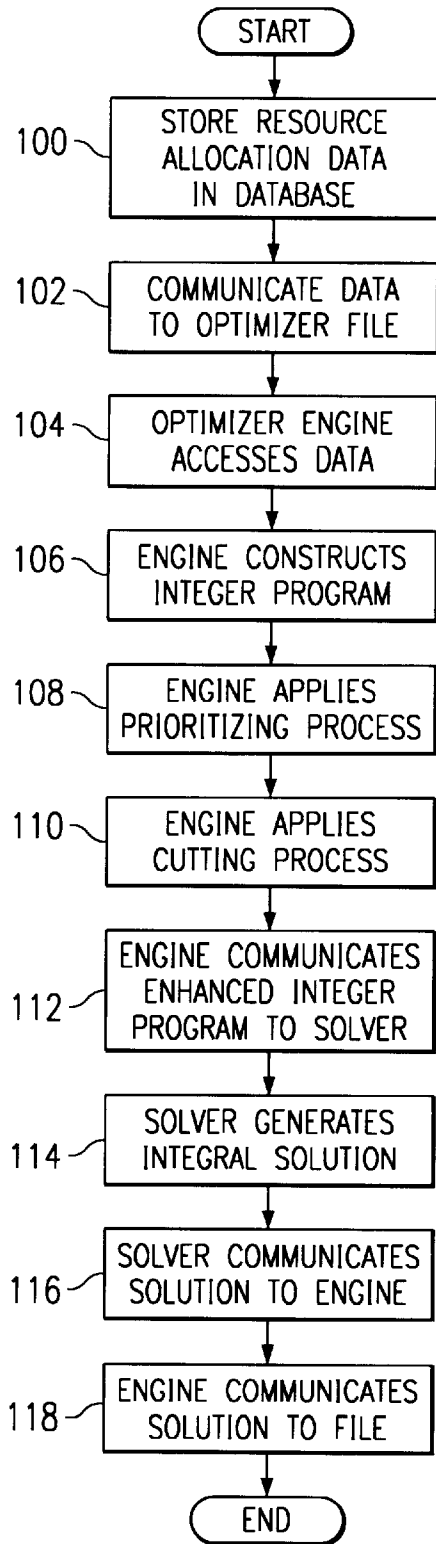 START
100
STORE RESOURCE
ALLOCATION DATA
IN DATABASE
102
COMMUNICATE DATA
TO OPTIMIZER FILE
104
OPTIMIZER ENGINE
ACCESSES DATA
106
ENGINE CONSTRUCTS
INTEGER PROGRAM
108
ENGINE APPLIES
PRIORITIZING PROCESS
110
ENGINE APPLIES
CUTTING PROCESS
112
ENGINE COMMUNICATES
ENHANCED INTEGER
PROGRAM TO SOLVER
114
SOLVER GENERATES
INTEGRAL SOLUTION
116
SOLVER COMMUNICATES
SOLUTION TO ENGINE
118
ENGINE COMMUNICATES
SOLUTION TO FILE
END